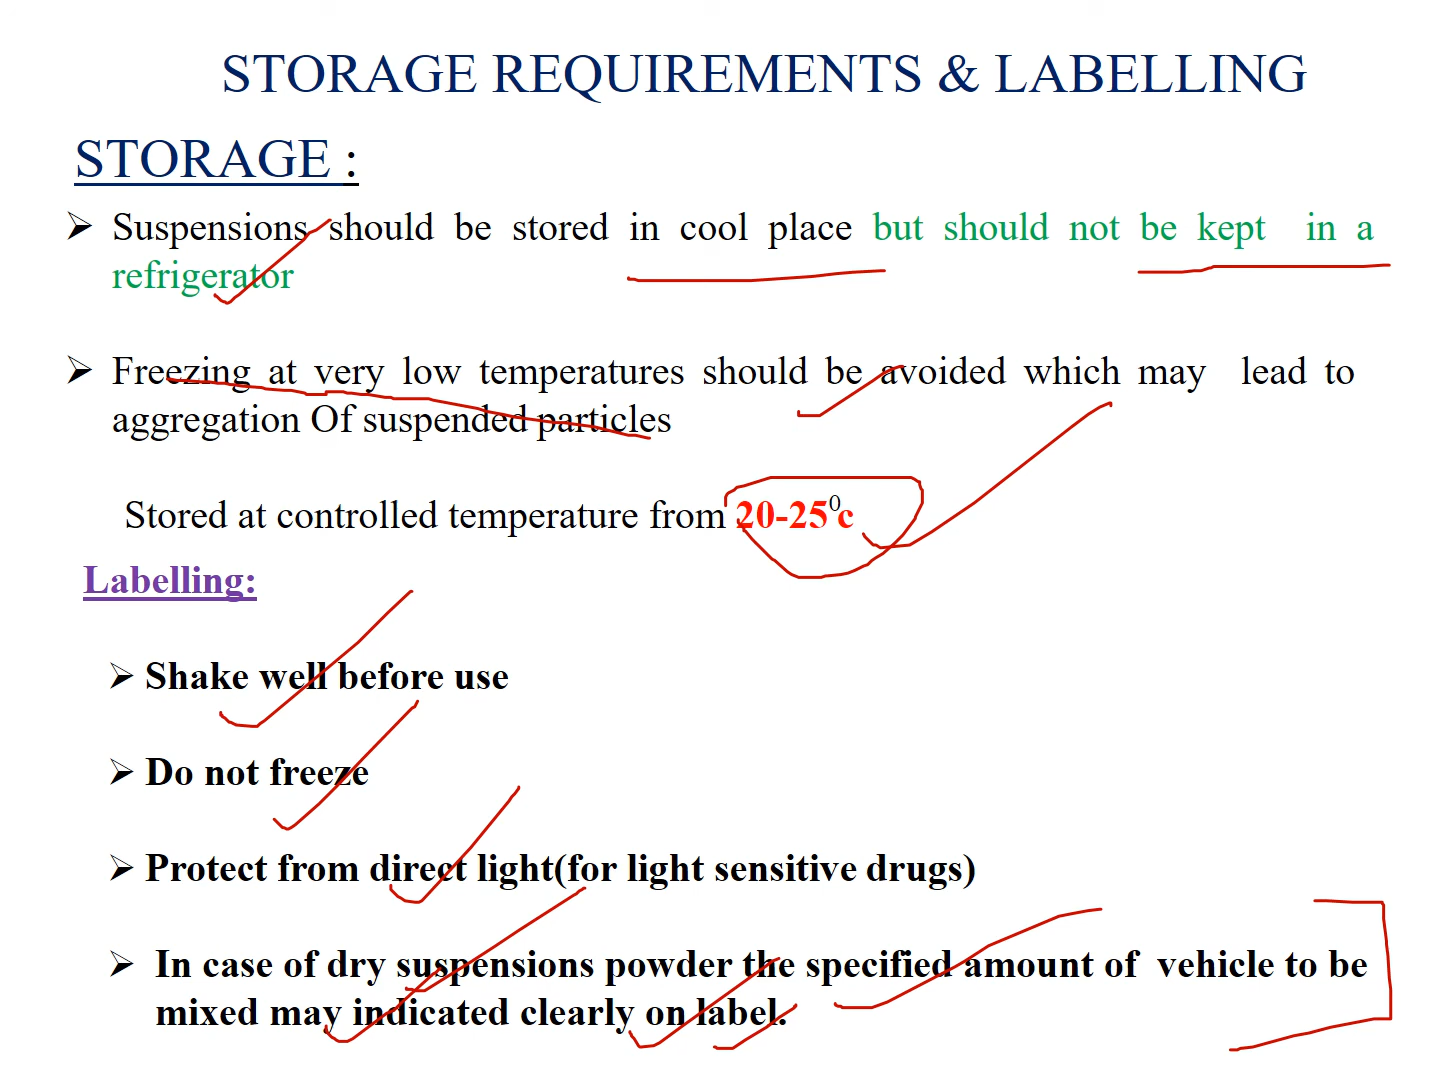 STORAGE REQUIREMENTS & LABELLING
STORAGE :
Suspensions should be stored in cool place but should not be kept in a
refrigerator
Freezing at very low temperatures should be avoided which may lead to
aggregation Of suspended particles
Stored at controlled temperature from 20-25⁰c
Labelling:
Shake well before use
Do not freeze
Protect from direct light(for light sensitive drugs)
In case of dry suspensions powder the specified amount of vehicle to be
mixed may indicated clearly on label.